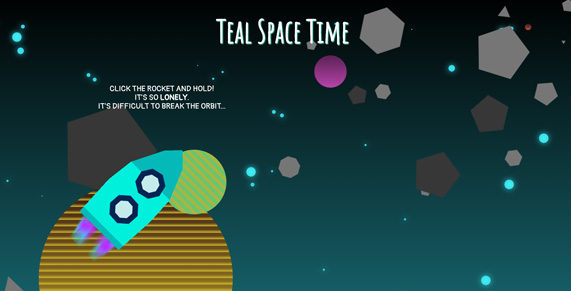 Teal Space Time
CLICK THE ROCKET AND HOLD!
IT'S SO LONELY.
IT'S DIFFICULT TO BREAK THE ORBIT...